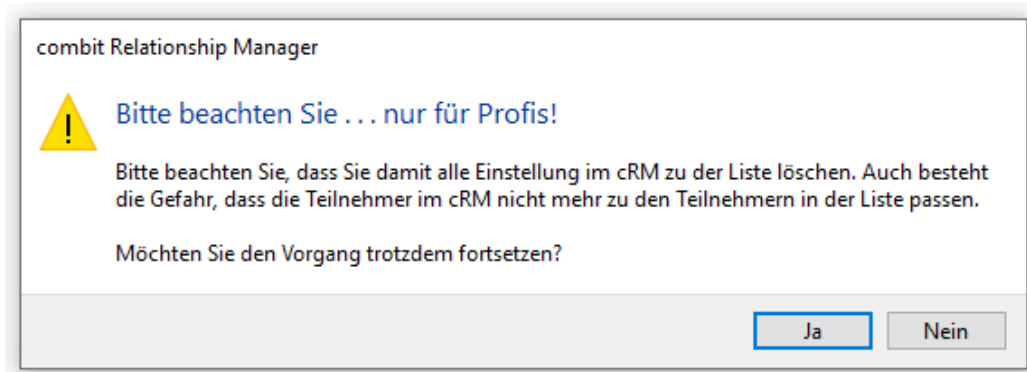 combit Relationship Manager
Bitte beachten Sie . . . nur für Profis!
Bitte beachten Sie, dass Sie damit alle Einstellung im cRM zu der Liste löschen. Auch besteht
die Gefahr, dass die Teilnehmer im cRM nicht mehr zu den Teilnehmern in der Liste passen.
Möchten Sie den Vorgang trotzdem fortsetzen?
Ja Nein